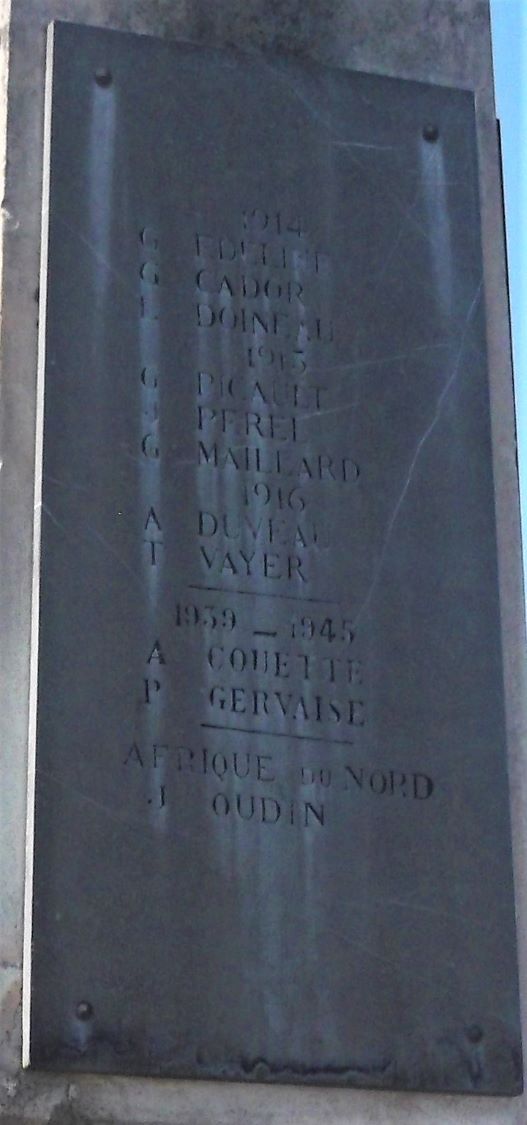 1914
G EDELINE
G CADOR
L DOINEAU
1915
G PICAULT
J PEREL
G MAILLARD
1916
A DUVEAU
T VAYER
1939 – 1945
A COUETTE
P GERVAISE
AFRIQUE DU NORD
J OUDIN